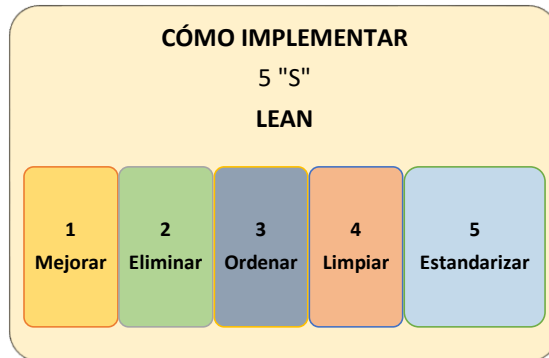 CÓMO IMPLEMENTAR
5 "S"
LEAN
1
Mejorar
2
Eliminar
3
Ordenar
4
Limpiar
5
Estandarizar